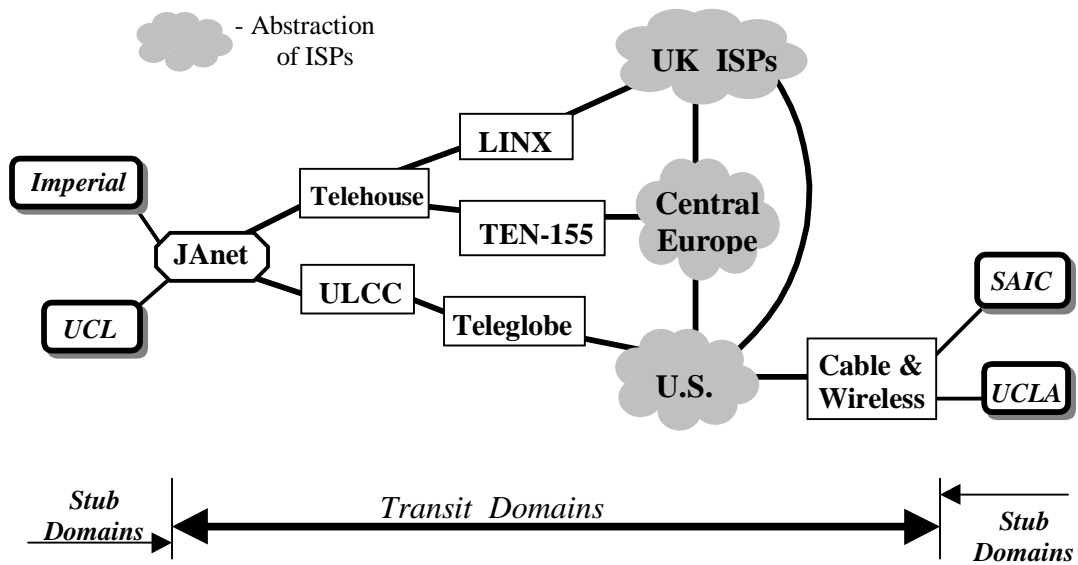 - Abstraction
of ISPs
UK ISPs
LINX
Imperial
Telehouse
Central
Europe
TEN-155
JAnet
SAIC
ULCC
UCL
Teleglobe
Cable &
Wireless
U.S.
UCLA
Stub
Domains
Transit Domains
Stub
Domains